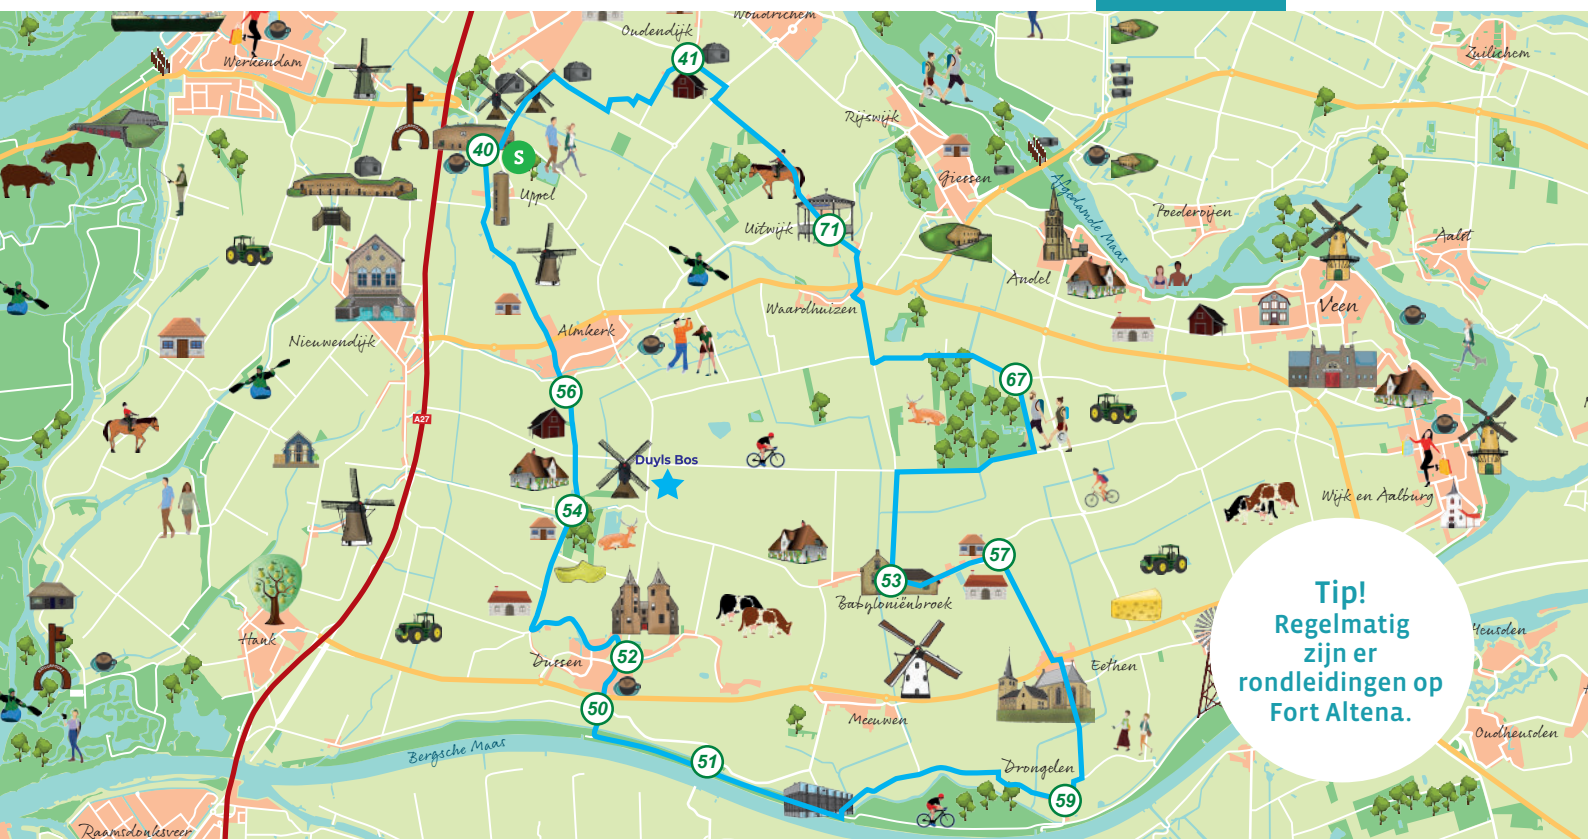 Woudrichem
Oudendijk
Werkendam
Zuilichem
41
Rijswijk
40
S
Giessen
Uppel
Afgedamde Maas
Poederoijen
Uitwijk
71
Aalst
Andel
Waardhuizen
Veen
Almkerk
Nieuwendijk
67
56
A27
Duyls Bos
Wijk en Aalburg
54
Tip!
Regelmatig
zijn er
rondleidingen op
Fort Altena.
57
53
Babyloniënbroek
Heusden
Hank
Dussen
52
Eethen
50
Meeuwen
Oudheusden
Bergsche Maas
51
Drongelen
59
Raamsdonksveer